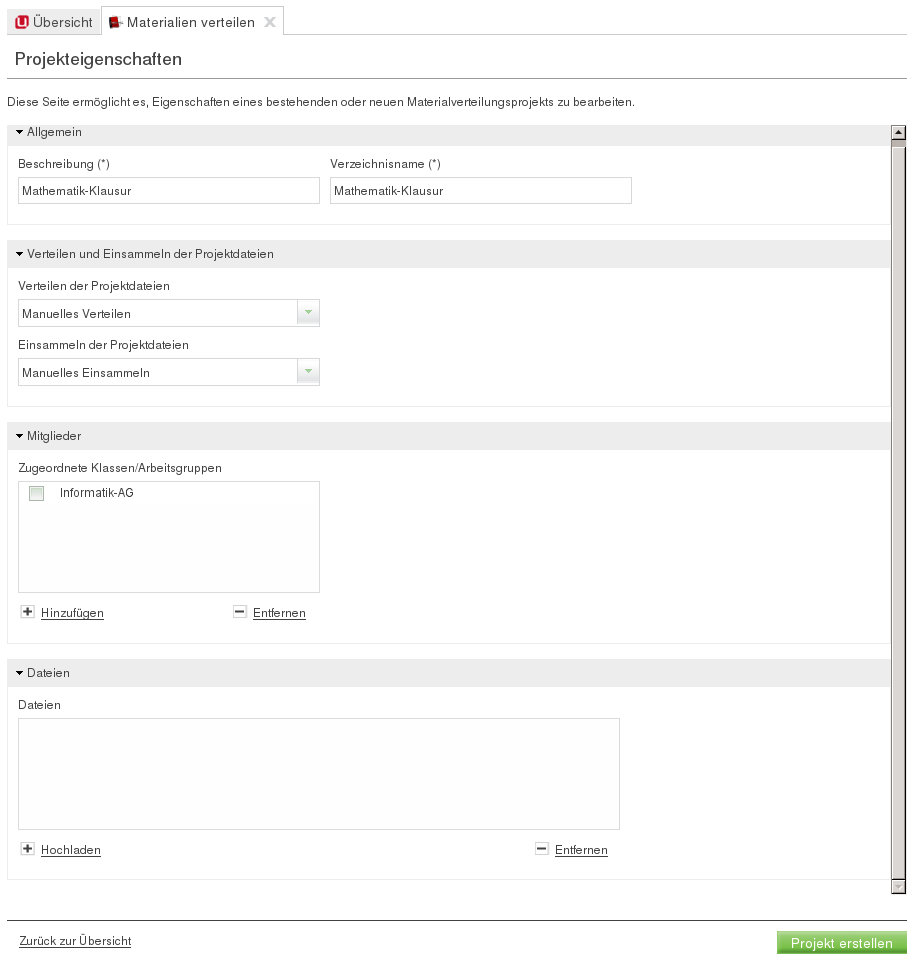 Übersicht Materialien verteilen
Projekteigenschaften
Diese Seite ermöglicht es, Eigenschaften eines bestehenden oder neuen Materialverteilungsprojekts zu bearbeiten.
Allgemein
Beschreibung (*) Verzeichnisname (*)
Mathematik-Klausur Mathematik-Klausur
Verteilen und Einsammeln der Projektdateien
Verteilen der Projektdateien
Manuelles Verteilen
Einsammeln der Projektdateien
Manuelles Einsammeln
Mitglieder
Zugeordnete Klassen/Arbeitsgruppen
Informatik-AG
Hinzufügen Entfernen
Dateien
Dateien
Hochladen Entfernen
Zurück zur Übersicht Projekt erstellen